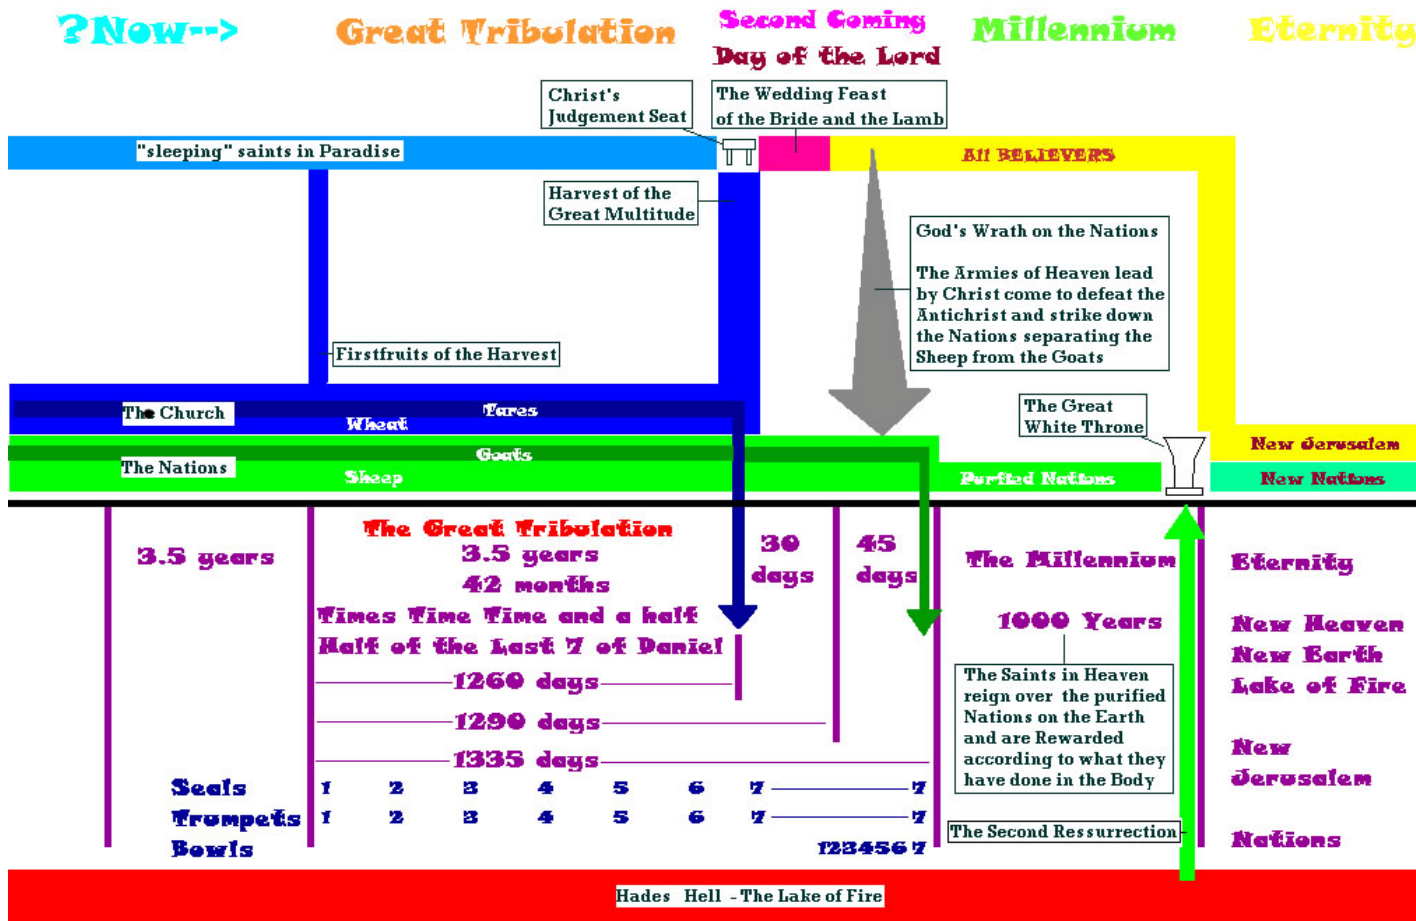 ?Now-->
Great Tribulation
Second Coming
Day of the Lord
Millennium
Eternity
Christ's
Judgement Seat
The Wedding Feast
of the Bride and the Lamb
"sleeping" saints in Paradise
All BELIEVERS
Harvest of the
Great Multitude
God's Wrath on the Nations
The Armies of Heaven lead
by Christ come to defeat the
Antichrist and strike down
the Nations separating the
Sheep from the Goats
Firstfruits of the Harvest
The Church
Tares
Wheat
The Great
White Throne
The Nations
Goats
Sheep
Purfied Nations
New Jerusalem
New Nations
3.5 years
The Great Tribulation
3.5 years
42 months
Times Time Time and a half
Half of the Last 7 of Daniel
30
days
45
days
1260 days
1290 days
1335 days
Seals 1 2 3 4 5 6 7 7
Trumpets 1 2 3 4 5 6 7 7
Bowls 1234567
The Millennium
1000 Years
The Saints in Heaven
reign over the purified
Nations on the Earth
and are Rewarded
according to what they
have done in the Body
The Second Ressurrection
Eternity
New Heaven
New Earth
Lake of Fire
New
Jerusalem
Nations
Hades Hell - The Lake of Fire